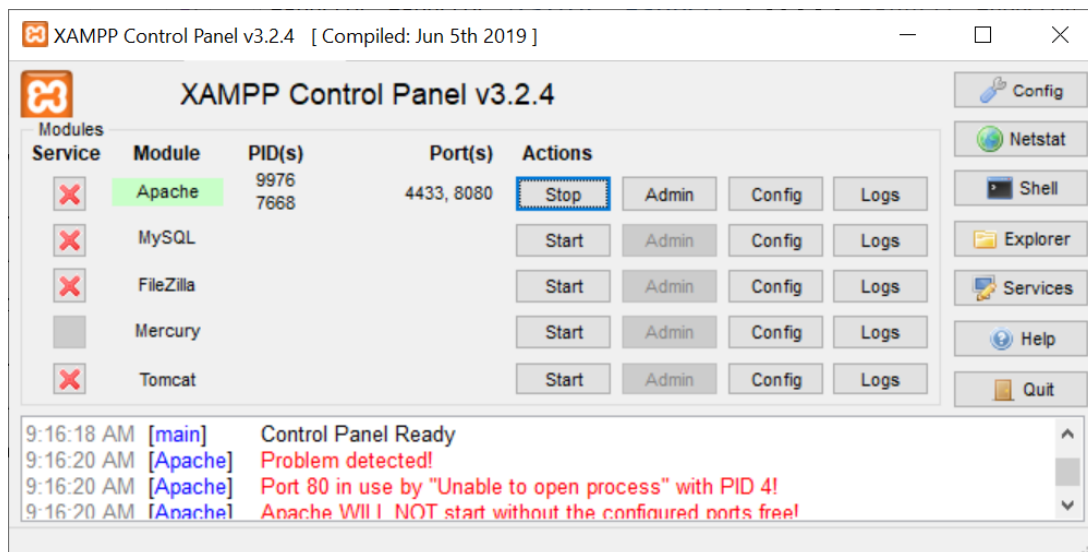 XAMPP Control Panel v3.2.4 [ Compiled: Jun 5th 2019 ]
XAMPP Control Panel v3.2.4
Config
Modules
Service Module PID(s) Port(s) Actions
Netstat
Apache 9976 7668 4433, 8080 Stop Admin Config Logs
Shell
MySQL Start Admin Config Logs
Explorer
FileZilla Start Admin Config Logs
Services
Mercury Start Admin Config Logs
Help
Tomcat Start Admin Config Logs
Quit
9:16:18 AM [main] Control Panel Ready
9:16:20 AM [Apache] Problem detected!
9:16:20 AM [Apache] Port 80 in use by "Unable to open process" with PID 4!
9:16:20 AM [Apache] Apache WILL NOT start without the configured ports free!